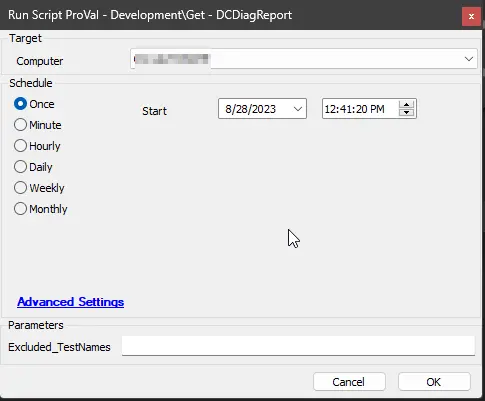 Run Script ProVal - Development\Get - DCDiagReport
x
Target
Computer
Schedule
Once
Start
8/28/2023
12:41:20 PM
Minute
Hourly
Daily
Weekly
Monthly
Advanced Settings
Parameters
Excluded_TestNames
Cancel
OK